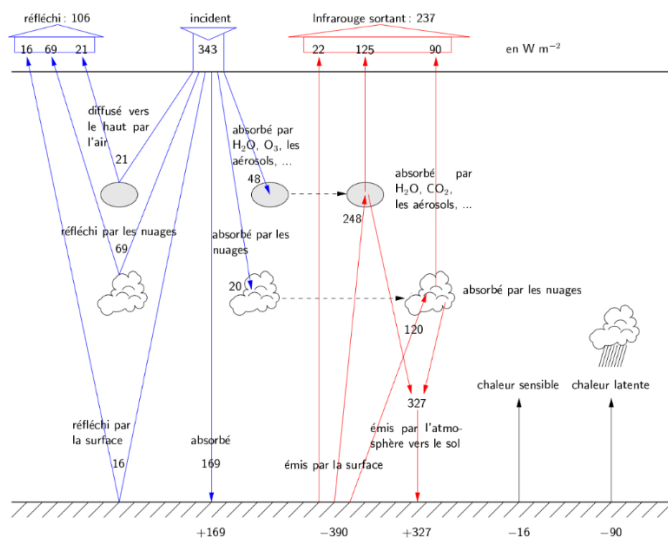 réfléchi : 106
incident
Infrarouge sortant : 237
16 69 21
343
22 125 90
en W m⁻²
diffusé vers
le haut par
l'air
21
absorbé par
H₂O, O₃, les
aérosols, ...
48
absorbé par
H₂O, CO₂,
les aérosols, ...
248
réfléchi par les nuages
69
absorbé par les
nuages
20
absorbé par les nuages
120
chaleur sensible
chaleur latente
327
réfléchi par
la surface
16
absorbé
169
émis par la surface
émis par l'atmo-
sphère vers le sol
+169
−390
+327
−16
−90